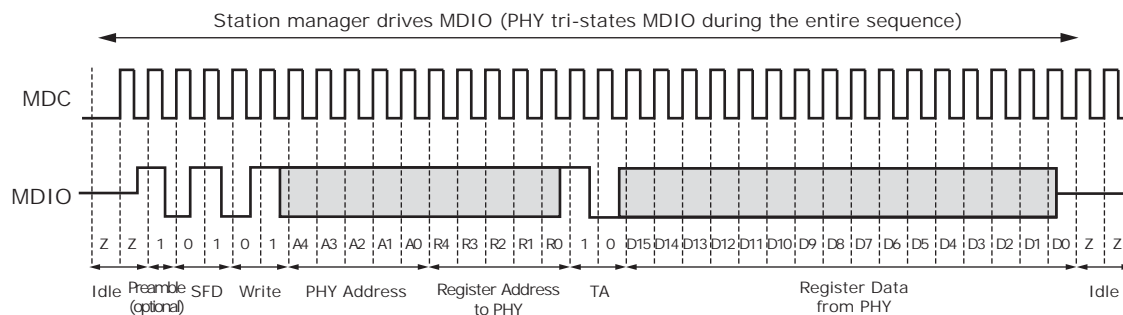 Station manager drives MDIO (PHY tri-states MDIO during the entire sequence)
MDC
MDIO
Z Z 1 0 1 0 1 A4 A3 A2 A1 A0 R4 R3 R2 R1 R0 1 0 D15 D14 D13 D12 D11 D10 D9 D8 D7 D6 D5 D4 D3 D2 D1 D0 Z Z
Idle Preamble SFD Write PHY Address Register Address TA Register Data Idle
(optional) to PHY from PHY